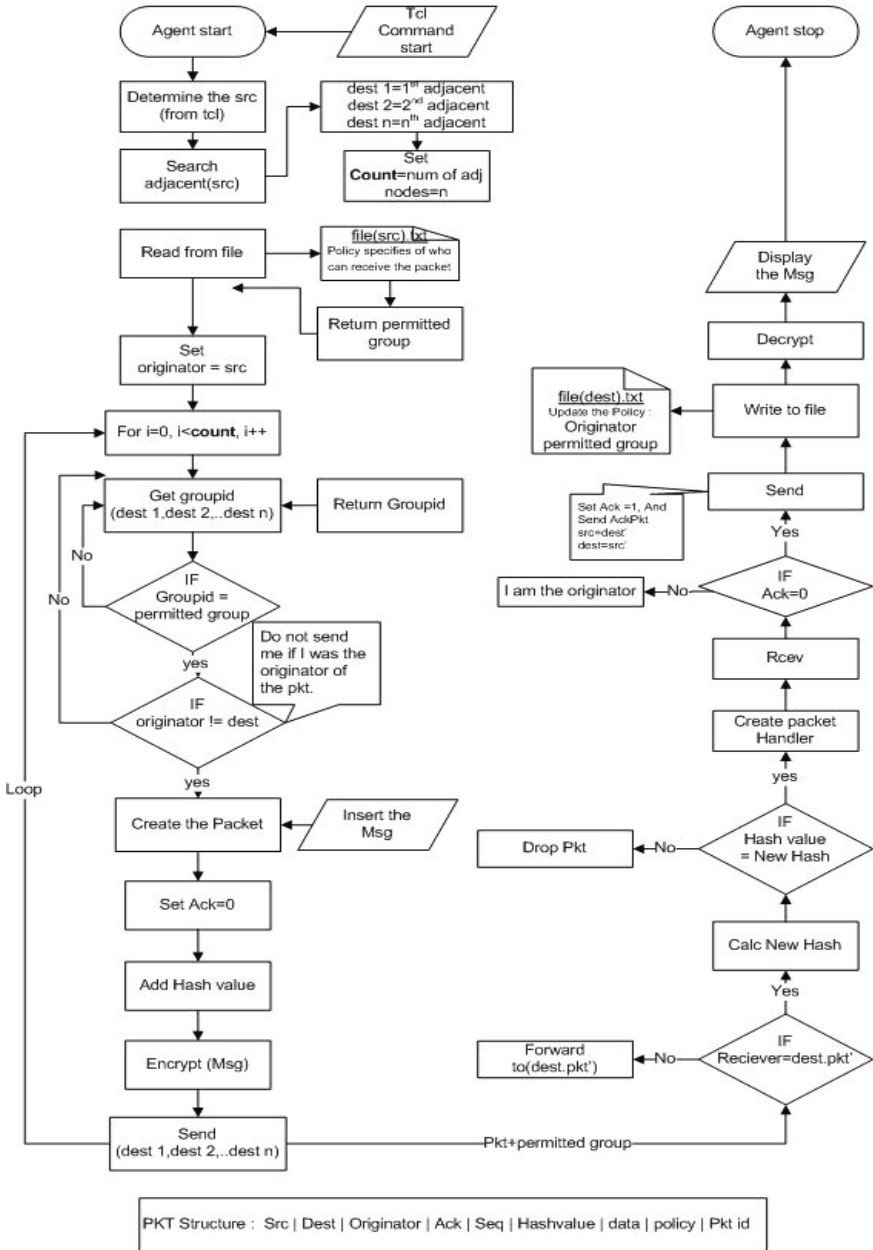 Agent start
Tcl
Command
start
Determine the src
(from tcl)
dest 1=1st adjacent
dest 2=2nd adjacent
dest n=nth adjacent
Search
adjacent(src)
Set
Count=num of adj
nodes=n
Read from file
file(src).txt
Policy specifies of who
can receive the packet
Return permitted
group
Set
originator = src
For i=0, i<count, i++
Get groupid
(dest 1,dest 2,..dest n)
Return Groupid
No
IF
Groupid =
permitted group
No
yes
Do not send
me if I was the
originator of
the pkt.
IF
originator != dest
yes
Loop
Create the Packet
Insert the
Msg
Set Ack=0
Add Hash value
Encrypt (Msg)
Send
(dest 1,dest 2,..dest n)
Pkt+permitted group
IF
Reciever=dest.pkt'
No
Forward
to(dest.pkt')
Yes
Calc New Hash
IF
Hash value
= New Hash
No
Drop Pkt
yes
Create packet
Handler
Rcev
IF
Ack=0
No
I am the originator
Yes
Send
Set Ack =1, And
Send AckPkt
src=dest'
dest=src'
Write to file
file(dest).txt
Update the Policy :
Originator
permitted group
Decrypt
Display
the Msg
Agent stop
PKT Structure : Src | Dest | Originator | Ack | Seq | Hashvalue | data | policy | Pkt id